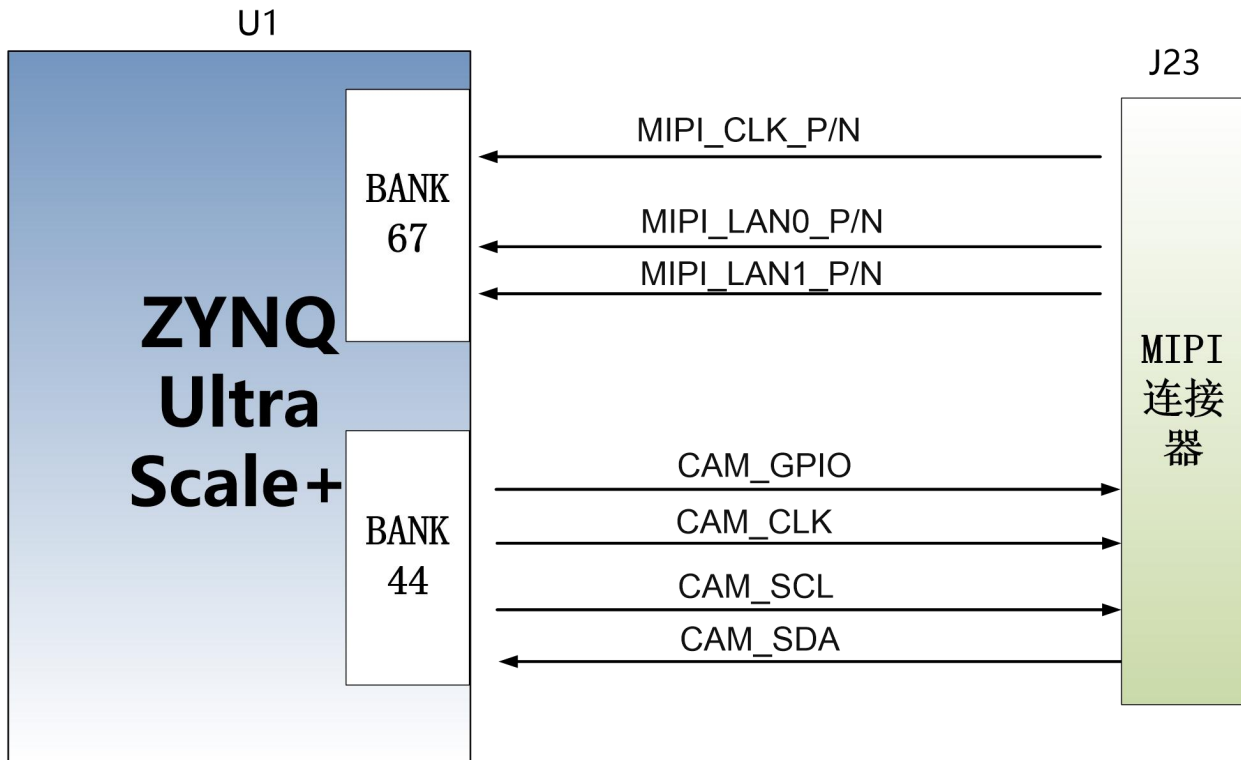 U1
J23
BANK
67
MIPI_CLK_P/N
MIPI_LAN0_P/N
MIPI_LAN1_P/N
ZYNQ
Ultra
Scale+
MIPI
连接
器
BANK
44
CAM_GPIO
CAM_CLK
CAM_SCL
CAM_SDA